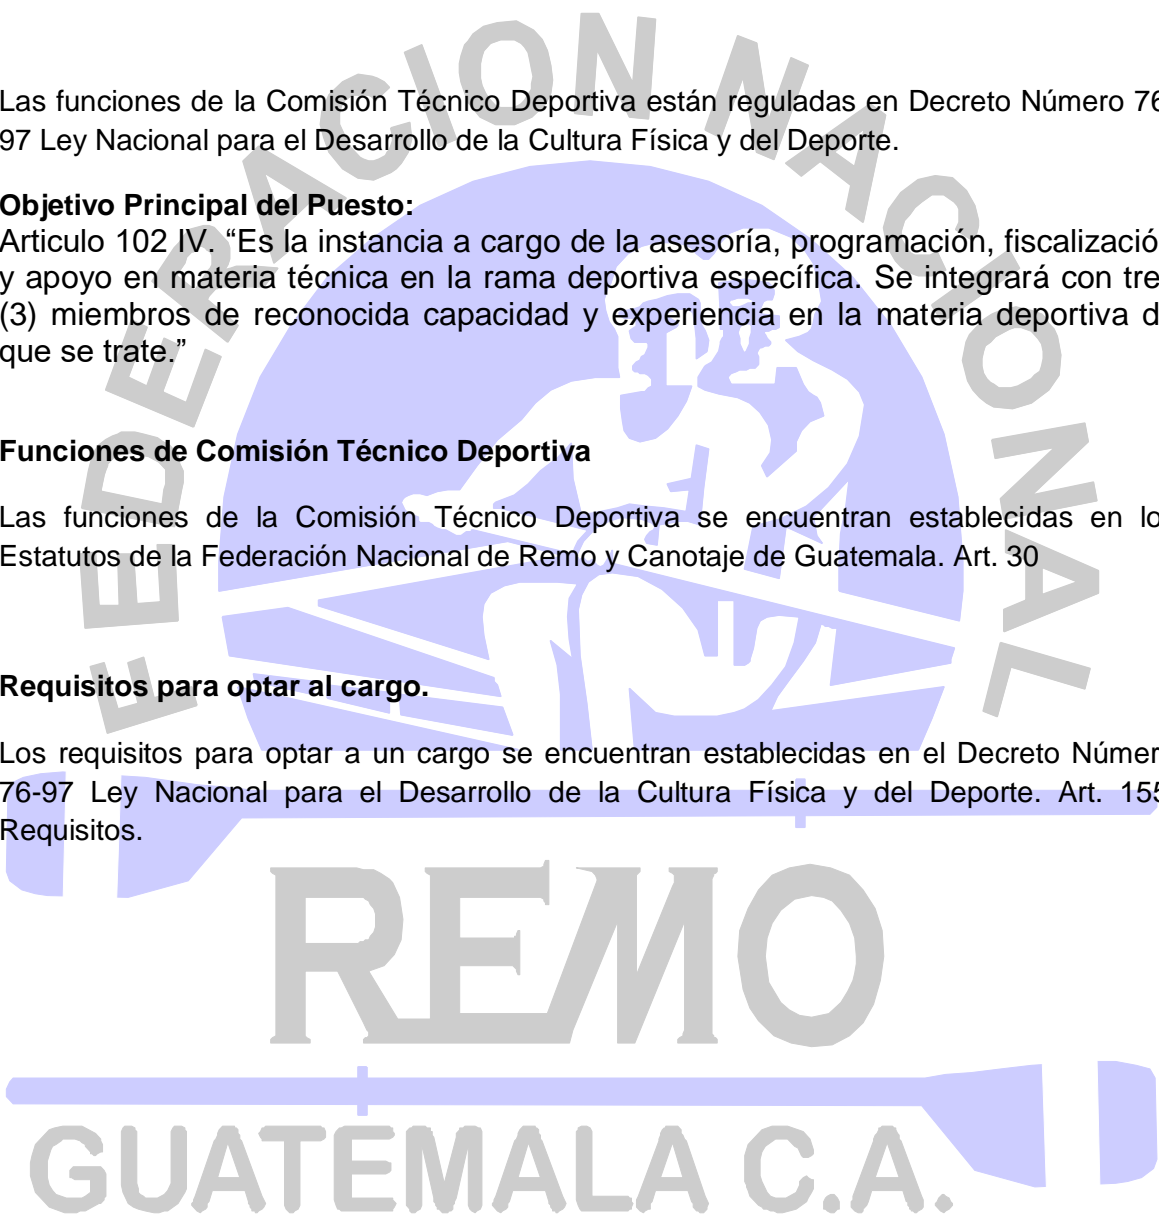 Las funciones de la Comisión Técnico Deportiva están reguladas en Decreto Número 76
97 Ley Nacional para el Desarrollo de la Cultura Física y del Deporte.
Objetivo Principal del Puesto:
Articulo 102 IV. “Es la instancia a cargo de la asesoría, programación, fiscalizació
y apoyo en materia técnica en la rama deportiva específica. Se integrará con tre
(3) miembros de reconocida capacidad y experiencia en la materia deportiva d
que se trate.”
Funciones de Comisión Técnico Deportiva
Las funciones de la Comisión Técnico Deportiva se encuentran establecidas en lo
Estatutos de la Federación Nacional de Remo y Canotaje de Guatemala. Art. 30
Requisitos para optar al cargo.
Los requisitos para optar a un cargo se encuentran establecidas en el Decreto Númer
76-97 Ley Nacional para el Desarrollo de la Cultura Física y del Deporte. Art. 155
Requisitos.
FEDERACION NACIONAL
REMO
GUATEMALA C.A.